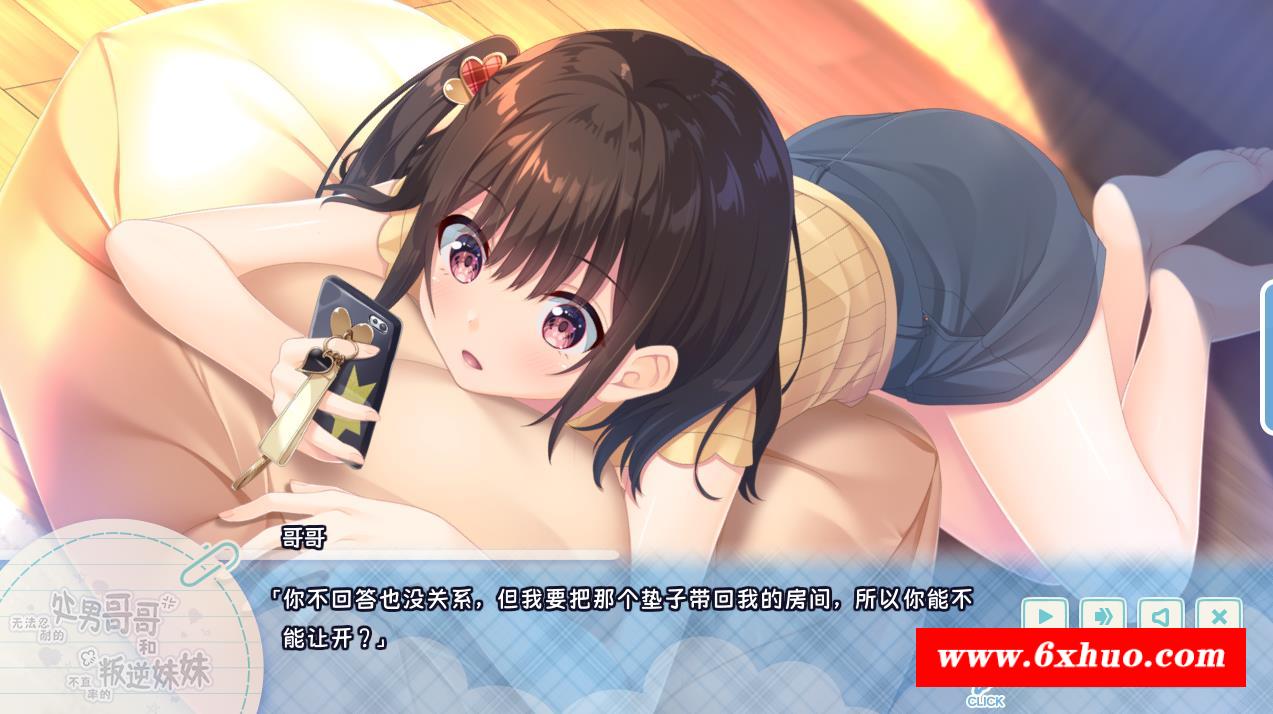 哥哥
「你不回答也没关系，但我要把那个垫子带回我的房间，所以你能不
能让开？」
无法忍
耐的
处男哥哥
和
不直
率的
叛逆妹妹
www.6xhuo.com
CLICK